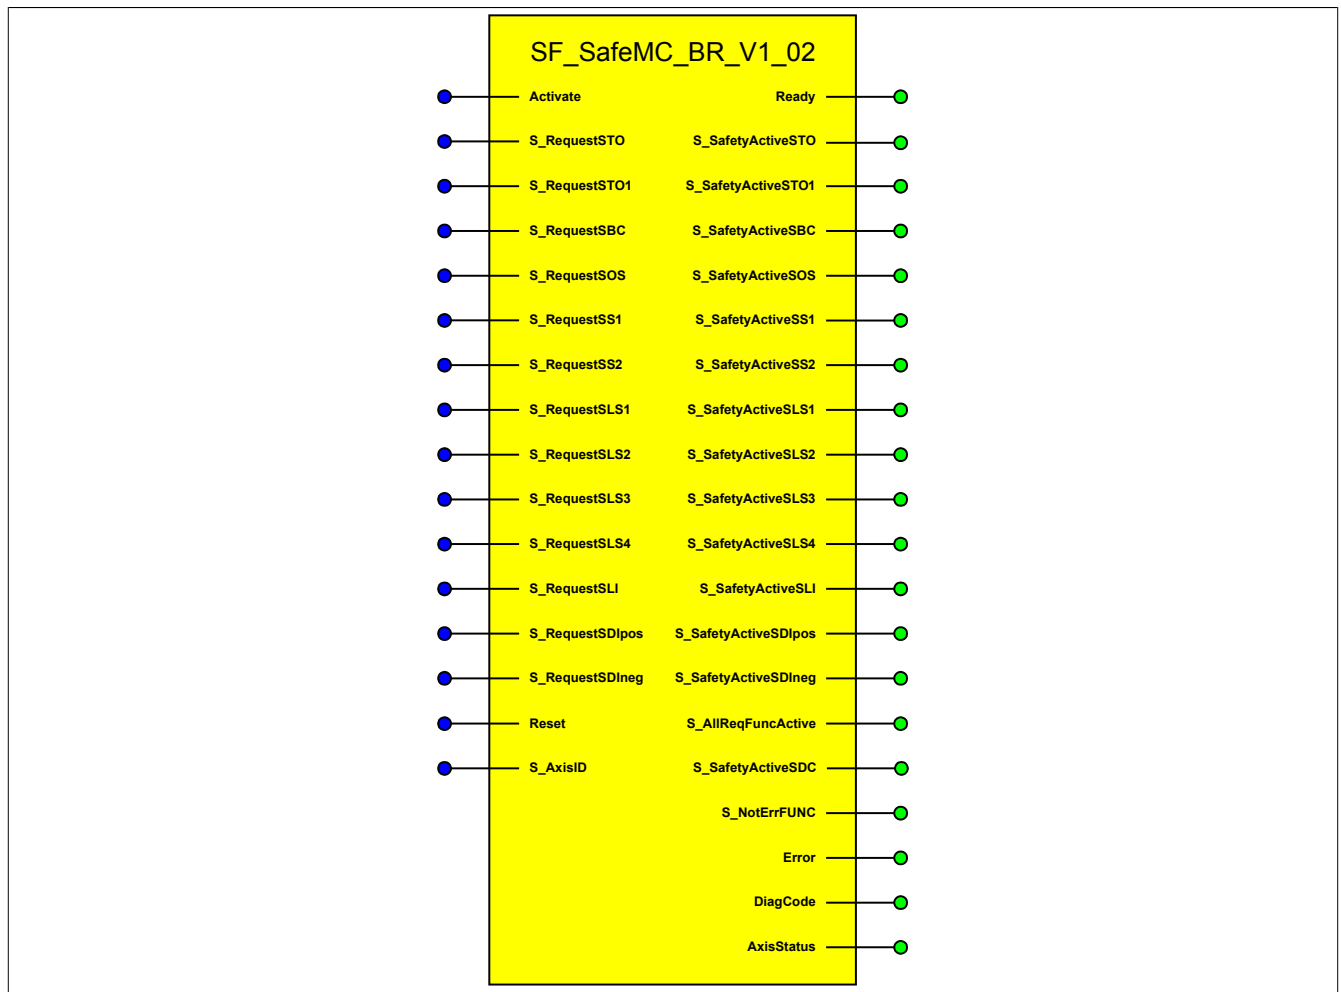 SF_SafeMC_BR_V1_02
Activate Ready
S_RequestSTO S_SafetyActiveSTO
S_RequestSTO1 S_SafetyActiveSTO1
S_RequestSBC S_SafetyActiveSBC
S_RequestSOS S_SafetyActiveSOS
S_RequestSS1 S_SafetyActiveSS1
S_RequestSS2 S_SafetyActiveSS2
S_RequestSLS1 S_SafetyActiveSLS1
S_RequestSLS2 S_SafetyActiveSLS2
S_RequestSLS3 S_SafetyActiveSLS3
S_RequestSLS4 S_SafetyActiveSLS4
S_RequestSLI S_SafetyActiveSLI
S_RequestSDIpos S_SafetyActiveSDIpos
S_RequestSDIneg S_SafetyActiveSDIneg
Reset S_AllReqFuncActive
S_AxisID S_SafetyActiveSDC
S_NotErrFUNC
Error
DiagCode
AxisStatus